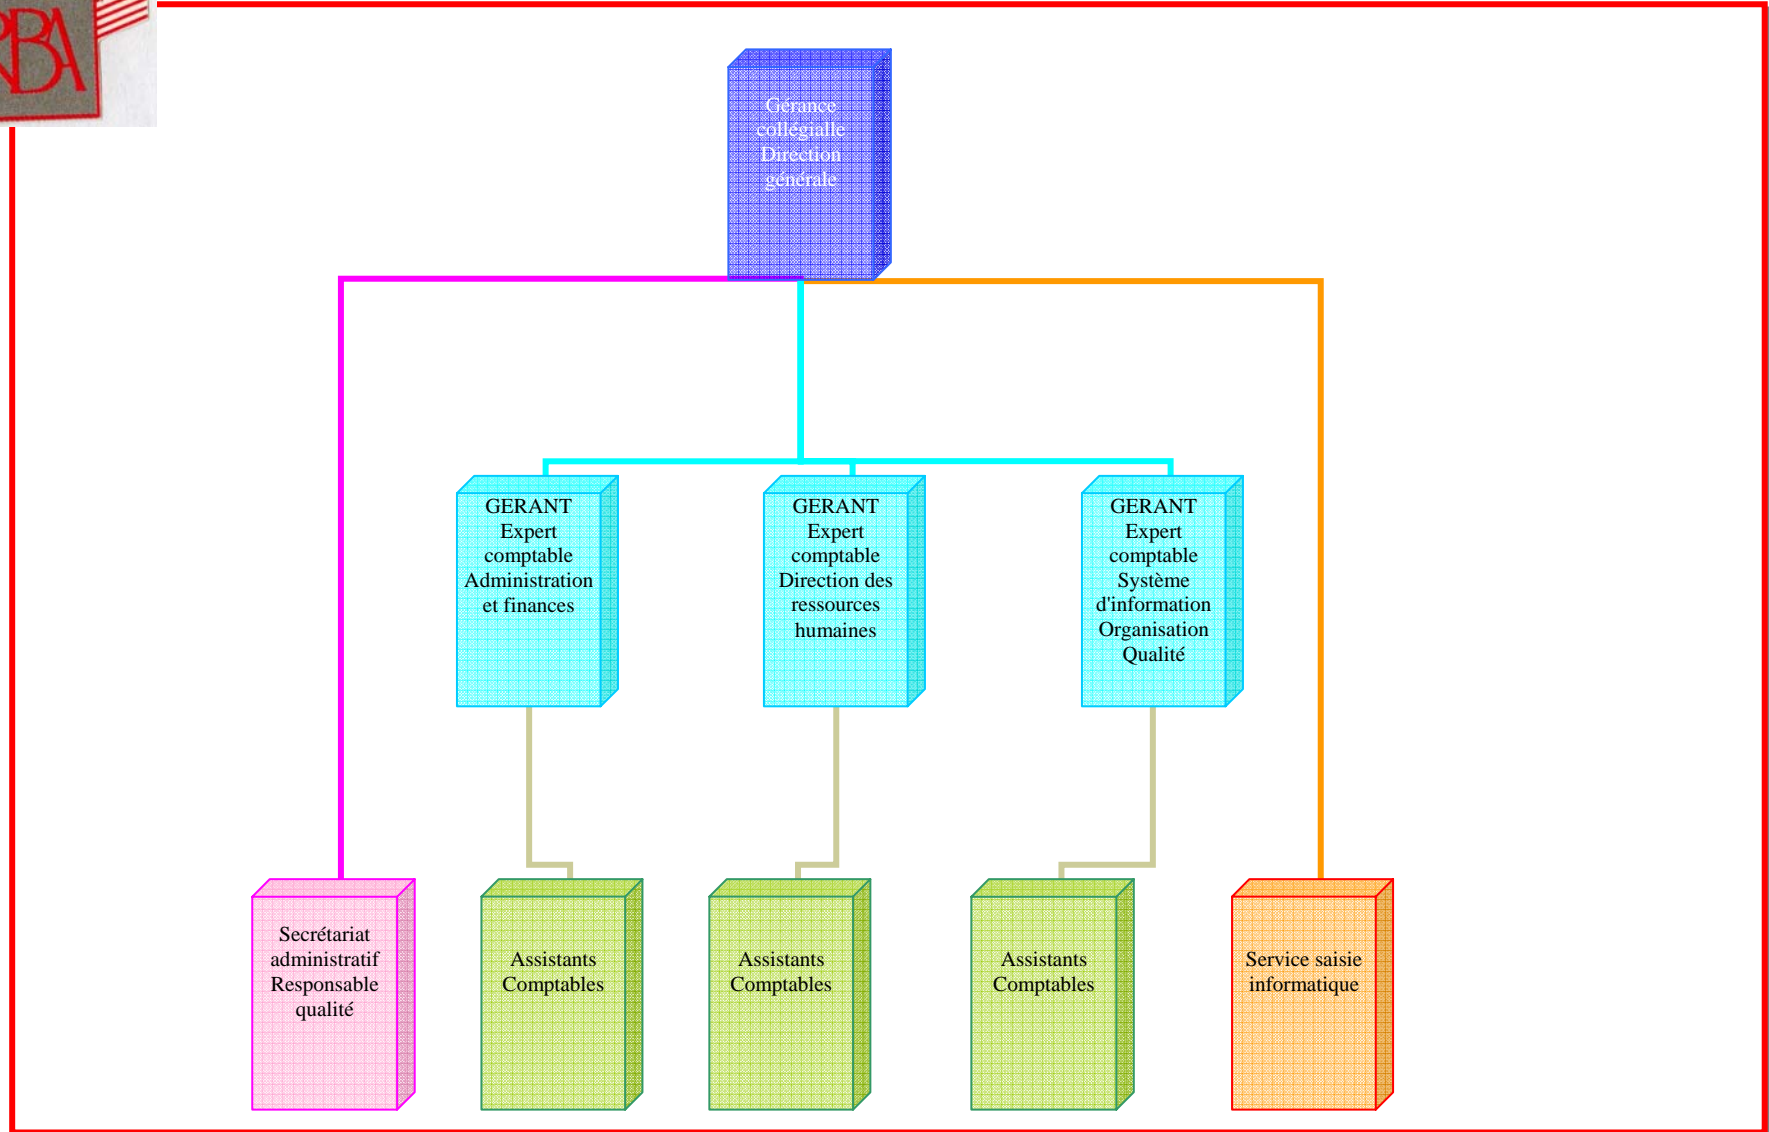 Gérance
collégialle
Direction
générale
GERANT
Expert
comptable
Administration
et finances
GERANT
Expert
comptable
Direction des
ressources
humaines
GERANT
Expert
comptable
Système
d'information
Organisation
Qualité
Secrétariat
administratif
Responsable
qualité
Assistants
Comptables
Assistants
Comptables
Assistants
Comptables
Service saisie
informatique